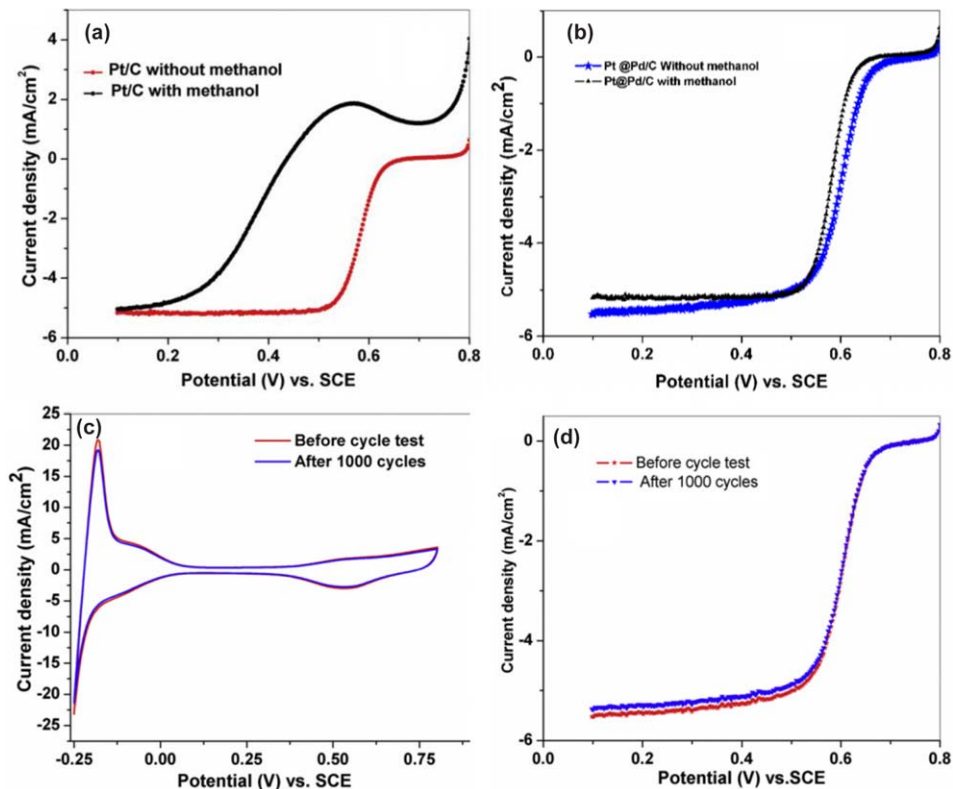 (a)
Pt/C without methanol
Pt/C with methanol
Current density (mA/cm²)
4
2
0
-2
-4
-6
0.0 0.2 0.4 0.6 0.8
Potential (V) vs. SCE
(b)
Pt @Pd/C Without methanol
Pt@Pd/C with methanol
Current density (mA/cm²)
0
-2
-4
-6
0.0 0.2 0.4 0.6 0.8
Potential (V) vs. SCE
(c)
Before cycle test
After 1000 cycles
Current density (mA/cm²)
25
20
15
10
5
0
-5
-10
-15
-20
-25
-0.25 0.00 0.25 0.50 0.75
Potential (V) vs. SCE
(d)
Before cycle test
After 1000 cycles
Current density (mA/cm²)
0
-2
-4
-6
0.0 0.2 0.4 0.6 0.8
Potential (V) vs.SCE